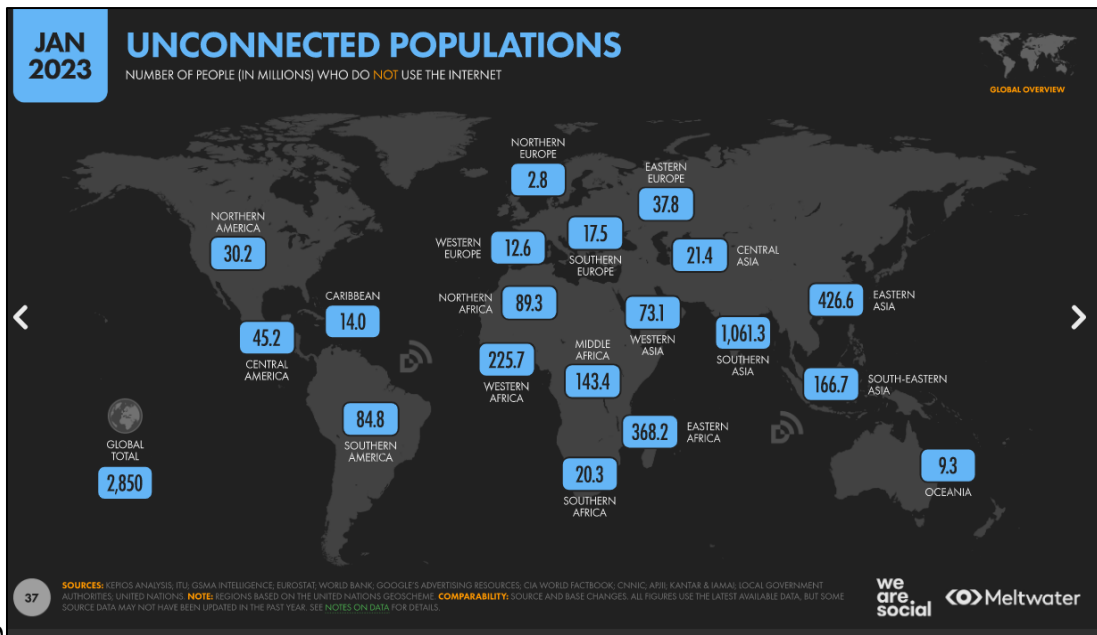 JAN
2023
UNCONNECTED POPULATIONS
NUMBER OF PEOPLE (IN MILLIONS) WHO DO NOT USE THE INTERNET
GLOBAL OVERVIEW
NORTHERN
EUROPE
2.8
EASTERN
EUROPE
37.8
NORTHERN
AMERICA
30.2
WESTERN
EUROPE
12.6
17.5
SOUTHERN
EUROPE
21.4
CENTRAL
ASIA
CARIBBEAN
14.0
NORTHERN
AFRICA
89.3
73.1
WESTERN
ASIA
426.6
EASTERN
ASIA
45.2
CENTRAL
AMERICA
225.7
WESTERN
AFRICA
MIDDLE
AFRICA
143.4
1,061.3
SOUTHERN
ASIA
166.7
SOUTH-EASTERN
ASIA
84.8
SOUTHERN
AMERICA
368.2
EASTERN
AFRICA
GLOBAL
TOTAL
2,850
20.3
SOUTHERN
AFRICA
9.3
OCEANIA
37
SOURCES: KEPIOS ANALYSIS; ITU; GSMA INTELLIGENCE; EUROSTAT; WORLD BANK; GOOGLE'S ADVERTISING RESOURCES; CIA WORLD FACTBOOK; CNNIC; APJII; KANTAR & IAMAI; LOCAL GOVERNMENT
AUTHORITIES; UNITED NATIONS. NOTE: REGIONS BASED ON THE UNITED NATIONS GEOSCHEME. COMPARABILITY: SOURCE AND BASE CHANGES. ALL FIGURES USE THE LATEST AVAILABLE DATA, BUT SOME
SOURCE DATA MAY NOT HAVE BEEN UPDATED IN THE PAST YEAR. SEE NOTES ON DATA FOR DETAILS.
we
are.
social
Meltwater